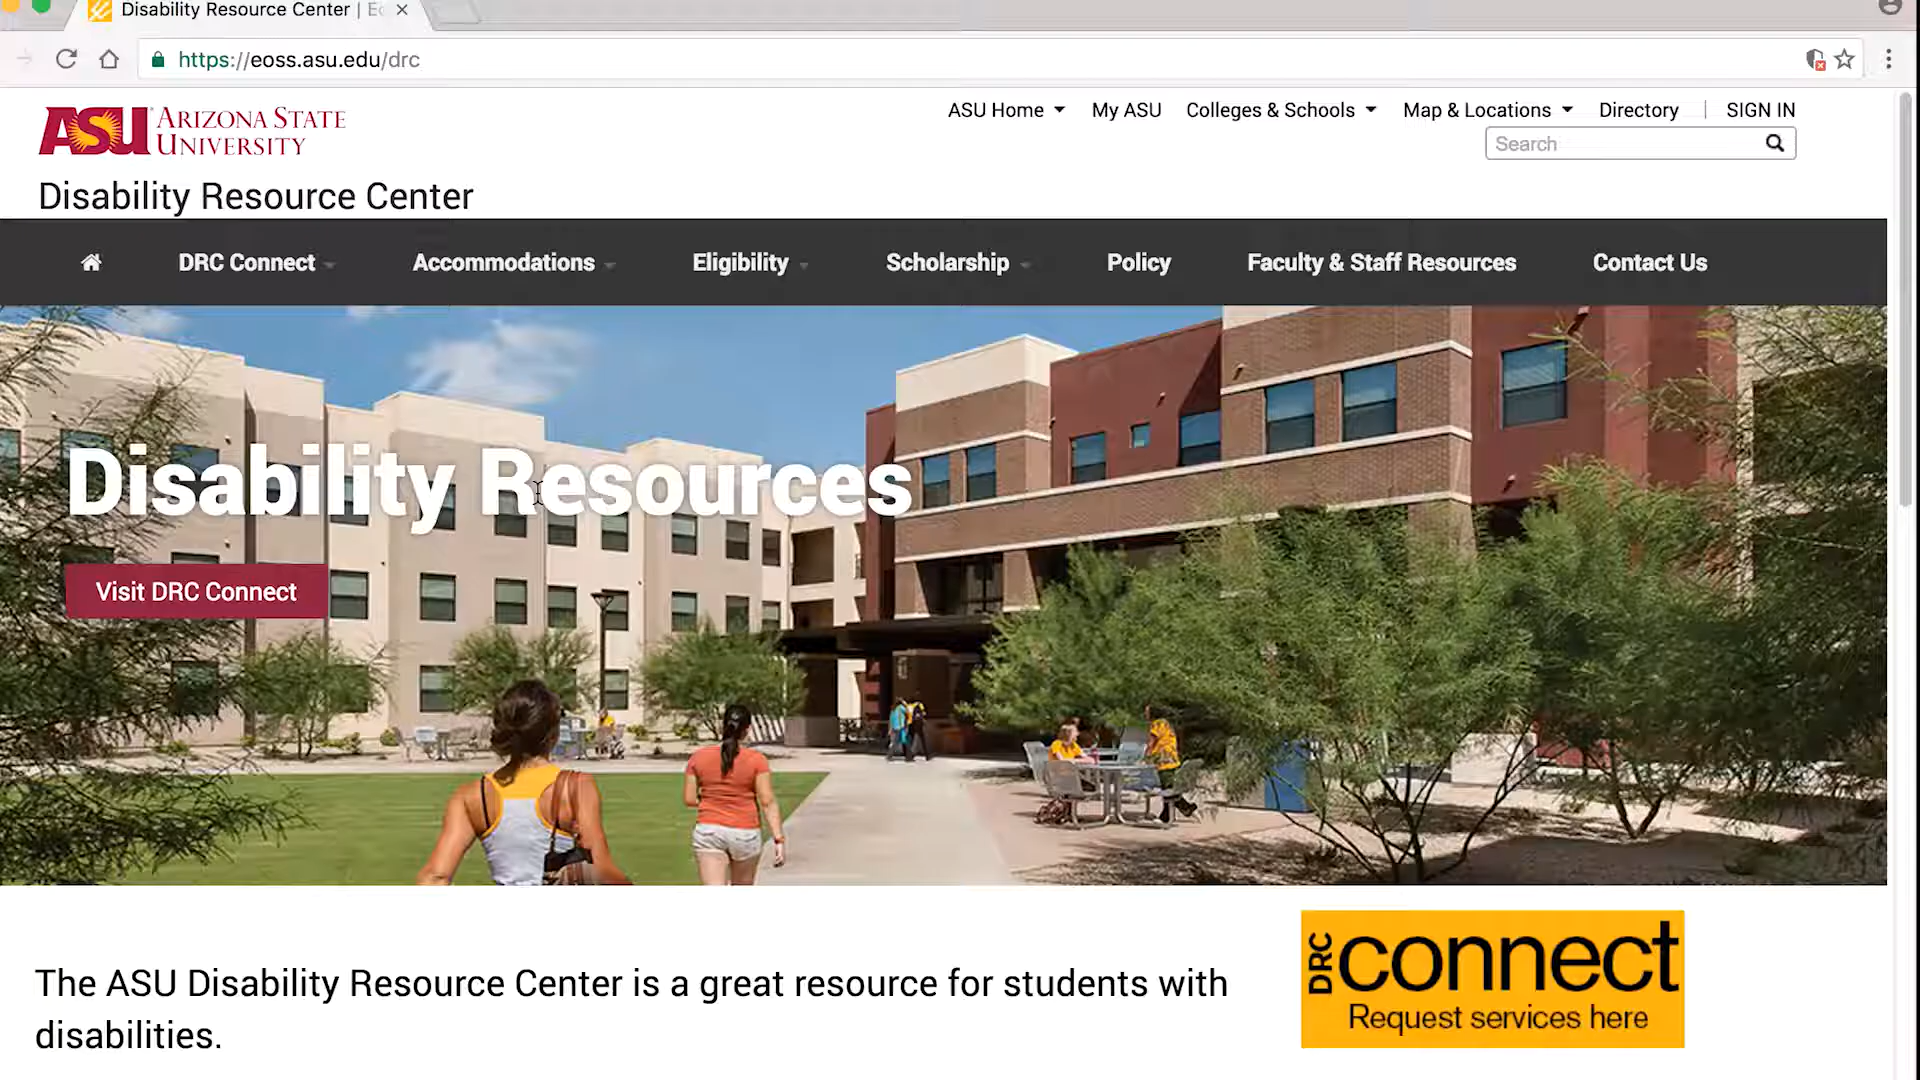 Disability Resource Center | Ec
https://eoss.asu.edu/drc
ASU ARIZONA STATE UNIVERSITY
ASU Home
My ASU
Colleges & Schools
Map & Locations
Directory
SIGN IN
Search
Disability Resource Center
DRC Connect
Accommodations
Eligibility
Scholarship
Policy
Faculty & Staff Resources
Contact Us
Disability Resources
Visit DRC Connect
The ASU Disability Resource Center is a great resource for students with
disabilities.
DRC connect
Request services here